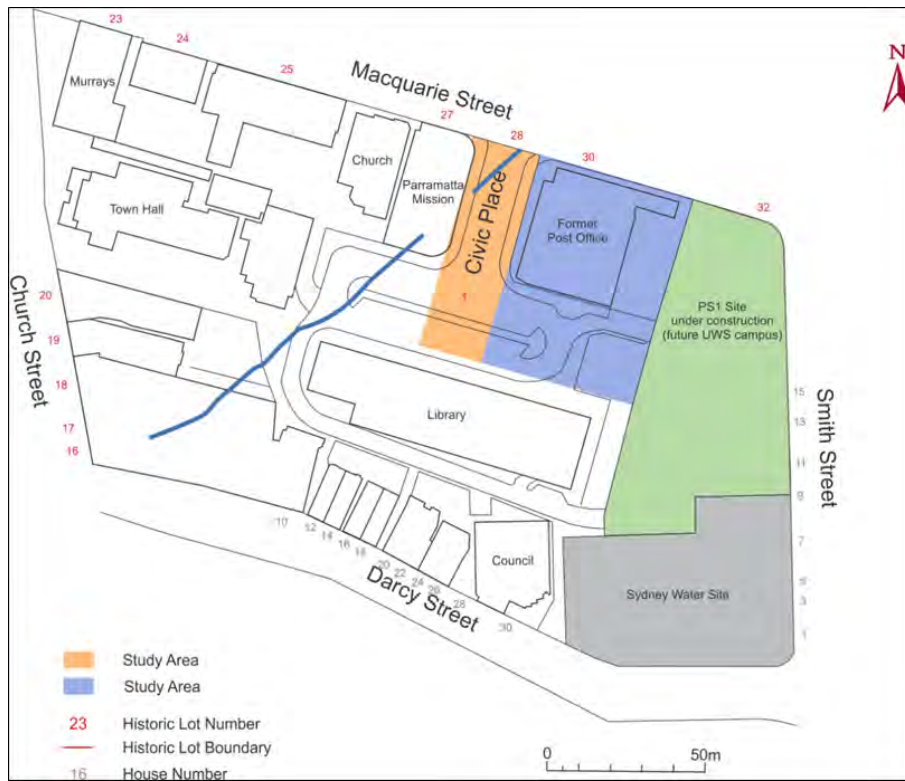 23
24
25
27
28
30
32
Macquarie Street
N
Murrays
Church
Parramatta
Mission
Civic Place
Former
Post Office
Town Hall
Church Street
20
19
18
17
16
1
PS1 Site
under construction
(future UWS campus)
Library
Smith Street
15
13
11
9
7
5
3
1
10
12
14
16
18
20
22
24
26
28
30
Darcy Street
Council
Sydney Water Site
Study Area
Study Area
23 Historic Lot Number
Historic Lot Boundary
16 House Number
0 50m